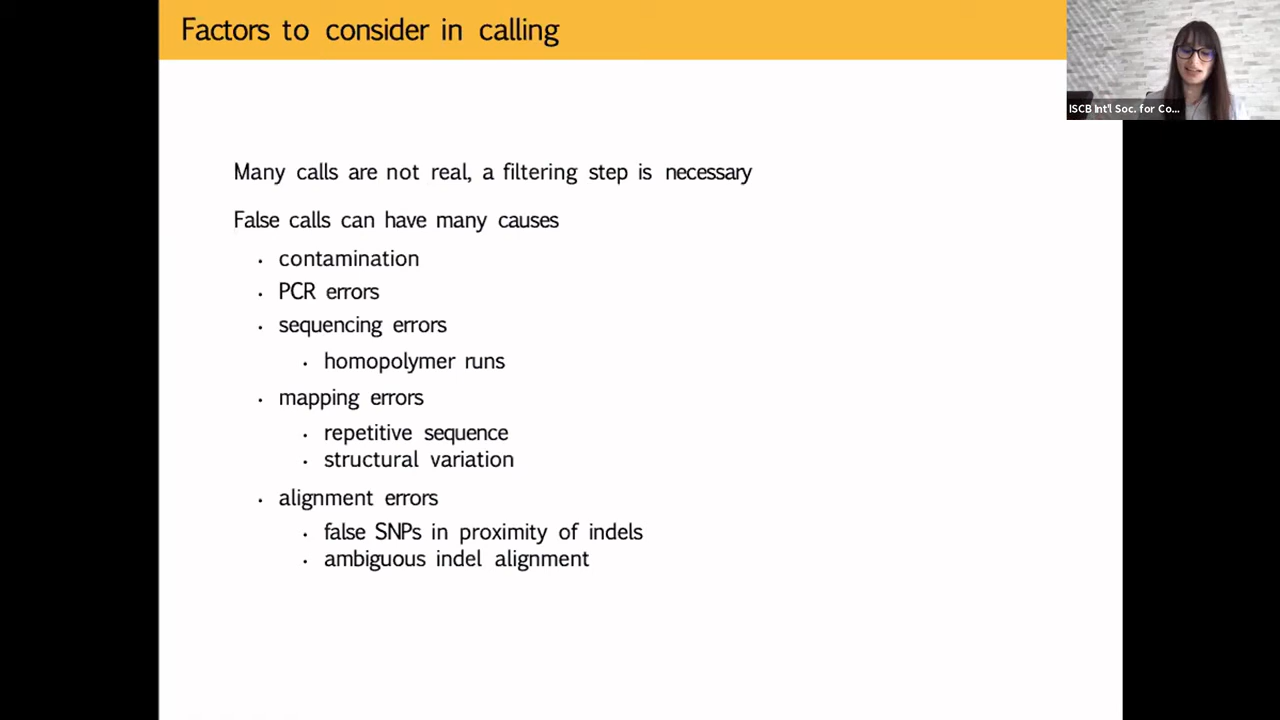 Factors to consider in calling
ISCB Int'l Soc. for Co...
Many calls are not real, a filtering step is necessary
False calls can have many causes
• contamination
• PCR errors
• sequencing errors
• homopolymer runs
• mapping errors
• repetitive sequence
• structural variation
• alignment errors
• false SNPs in proximity of indels
• ambiguous indel alignment